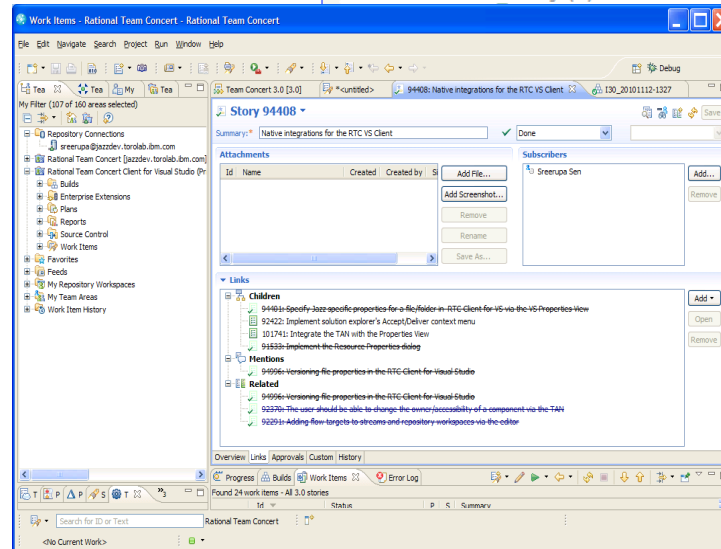 Work Items - Rational Team Concert - Rational Team Concert
File Edit Navigate Search Project Run Window Help
Debug
Tea Tea My Tea
Team Concert 3.0 [3.0] *<untitled> 94408: Native integrations for the RTC VS Client I30_20101112-1327
My Filter (107 of 160 areas selected)
Story 94408
Save
Summary:* Native integrations for the RTC VS Client Done
Repository Connections
sreerupa@jazzdev.torolab.ibm.com
Rational Team Concert [jazzdev.torolab.ibm.com]
Rational Team Concert Client for Visual Studio (Pr
Builds
Enterprise Extensions
Plans
Reports
Source Control
Work Items
Favorites
Feeds
My Repository Workspaces
My Team Areas
Work Item History
Attachments
Id Name Created Created by S
Add File...
Add Screenshot...
Remove
Rename
Save As...
Subscribers
Sreerupa Sen
Add...
Remove
Links
Children
94401: Specify Jazz specific properties for a file/folder in RTC Client for VS via the VS Properties View
92422: Implement solution explorer's Accept/Deliver context menu
101741: Integrate the TAN with the Properties View
91533: Implement the Resource Properties dialog
Mentions
94996: Versioning file properties in the RTC Client for Visual Studio
Related
94996: Versioning file properties in the RTC Client for Visual Studio
92370: The user should be able to change the owner/accessibility of a component via the TAN
92291: Adding flow targets to streams and repository workspaces via the editor
Add
Open
Remove
Overview Links Approvals Custom History
Progress Builds Work Items Error Log
T P P S T »3
Found 24 work items - All 3.0 stories
Id Status P S Summary
Search for ID or Text
Rational Team Concert
<No Current Work>